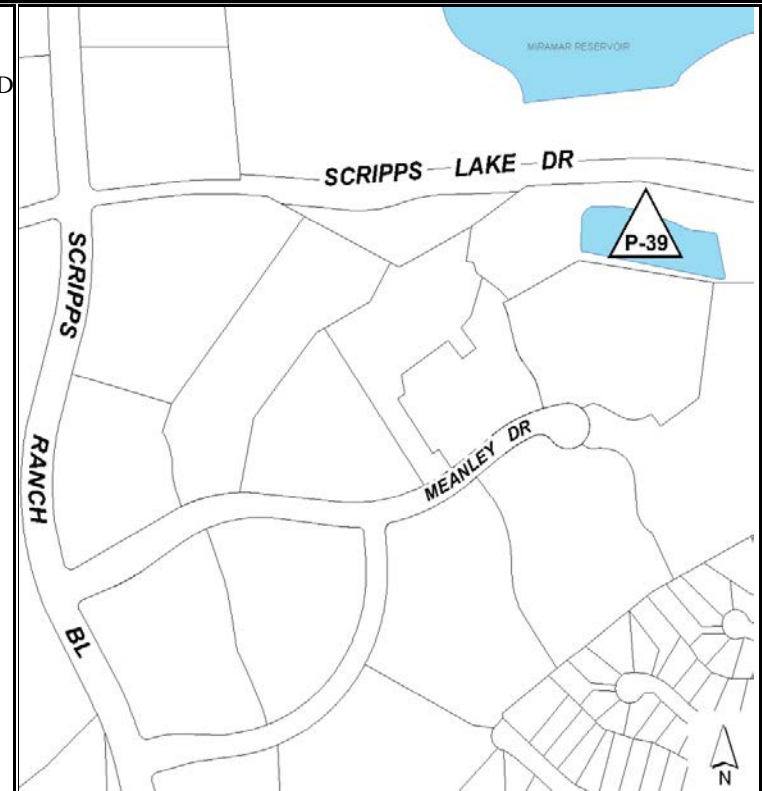 D
MIRAMAR RESERVOIR
SCRIPPS LAKE DR
P-39
SCRIPPS
RANCH
BL
MEANLEY DR
N